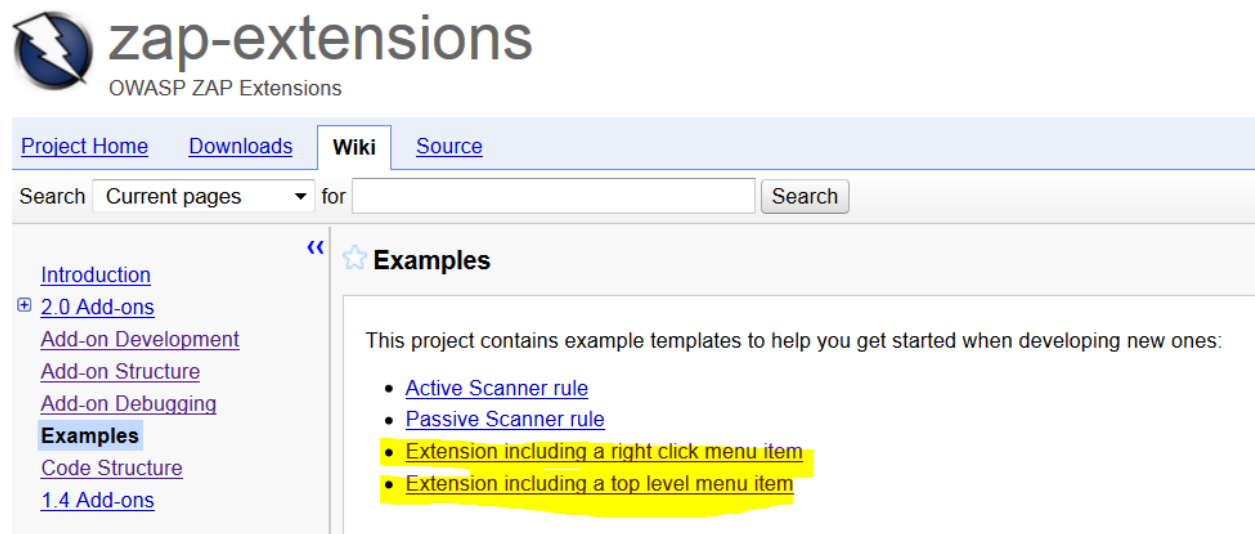 zap-extensions
OWASP ZAP Extensions
Project Home Downloads Wiki Source
Search Current pages for Search
Introduction
2.0 Add-ons
Add-on Development
Add-on Structure
Add-on Debugging
Examples
Code Structure
1.4 Add-ons
Examples
This project contains example templates to help you get started when developing new ones:
Active Scanner rule
Passive Scanner rule
Extension including a right click menu item
Extension including a top level menu item